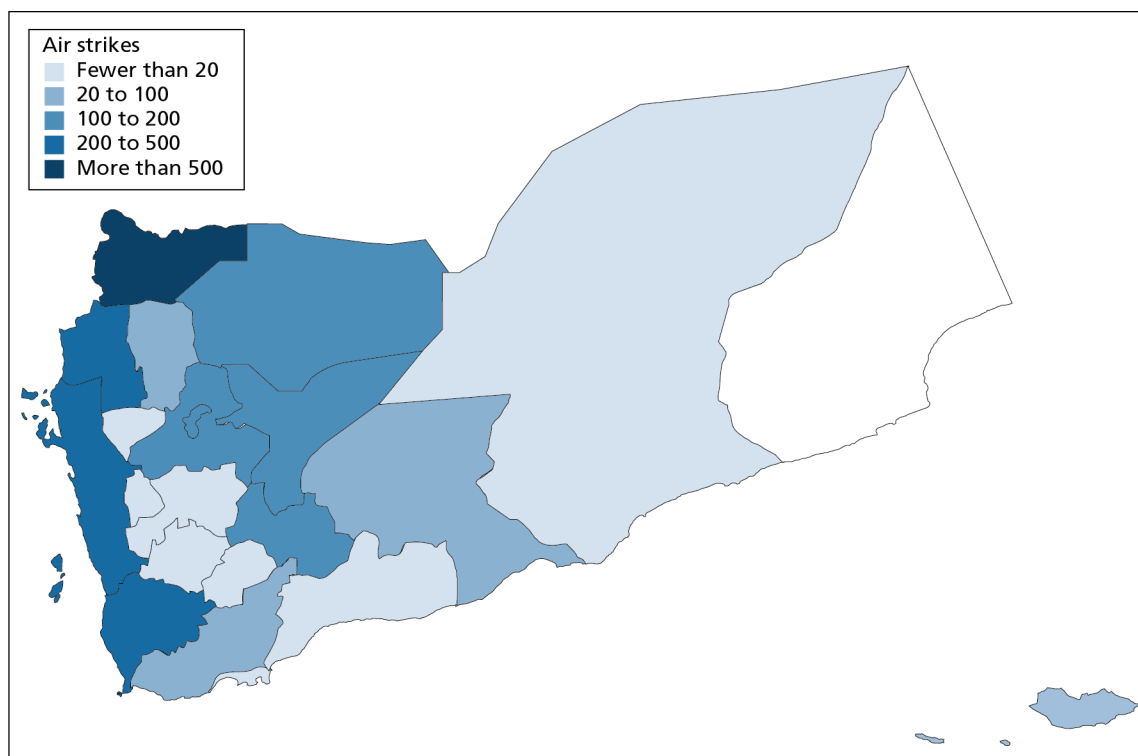 Air strikes
Fewer than 20
20 to 100
100 to 200
200 to 500
More than 500